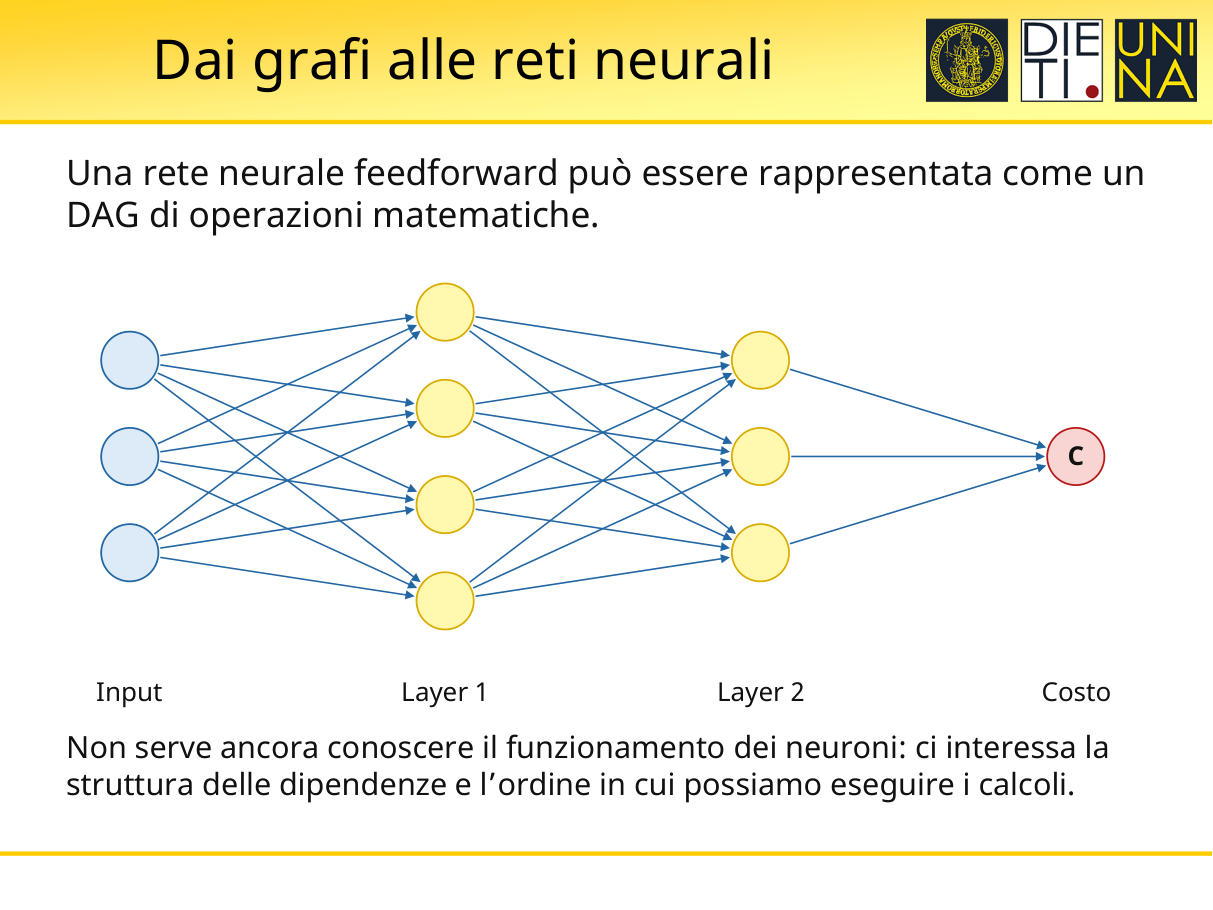 Dai grafi alle reti neurali
DIE
TI.
UNI
NA
Una rete neurale feedforward può essere rappresentata come un
DAG di operazioni matematiche.
C
Input
Layer 1
Layer 2
Costo
Non serve ancora conoscere il funzionamento dei neuroni: ci interessa la
struttura delle dipendenze e l’ordine in cui possiamo eseguire i calcoli.